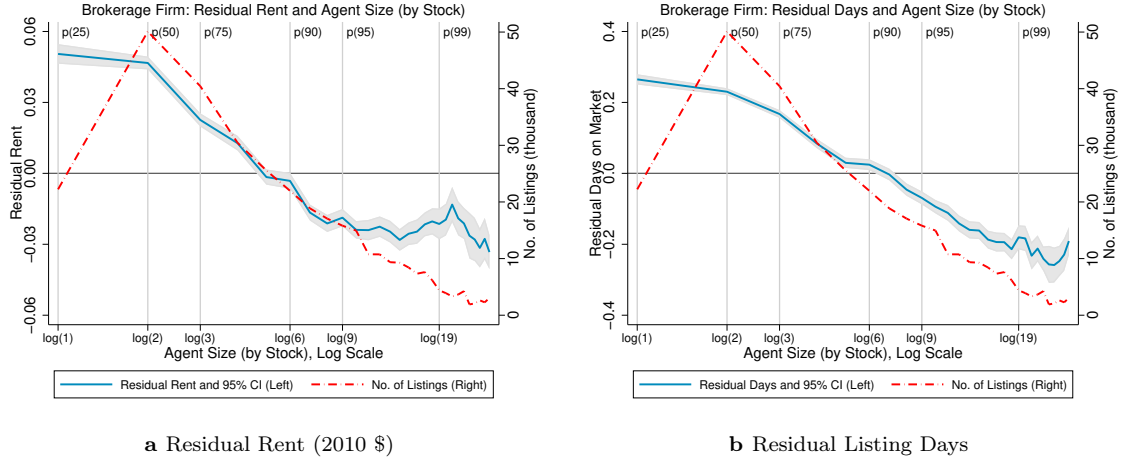 Brokerage Firm: Residual Rent and Agent Size (by Stock)
p(25)
p(50)
p(75)
p(90)
p(95)
p(99)
0.06
0.03
0.00
−0.03
−0.06
Residual Rent
50
40
30
20
10
0
No. of Listings (thousand)
log(1)
log(2)
log(3)
log(6)
log(9)
log(19)
Agent Size (by Stock), Log Scale
Residual Rent and 95% CI (Left)
No. of Listings (Right)
a Residual Rent (2010 $)
Brokerage Firm: Residual Days and Agent Size (by Stock)
p(25)
p(50)
p(75)
p(90)
p(95)
p(99)
0.4
0.2
0.0
−0.2
−0.4
Residual Days on Market
50
40
30
20
10
0
No. of Listings (thousand)
log(1)
log(2)
log(3)
log(6)
log(9)
log(19)
Agent Size (by Stock), Log Scale
Residual Days and 95% CI (Left)
No. of Listings (Right)
b Residual Listing Days